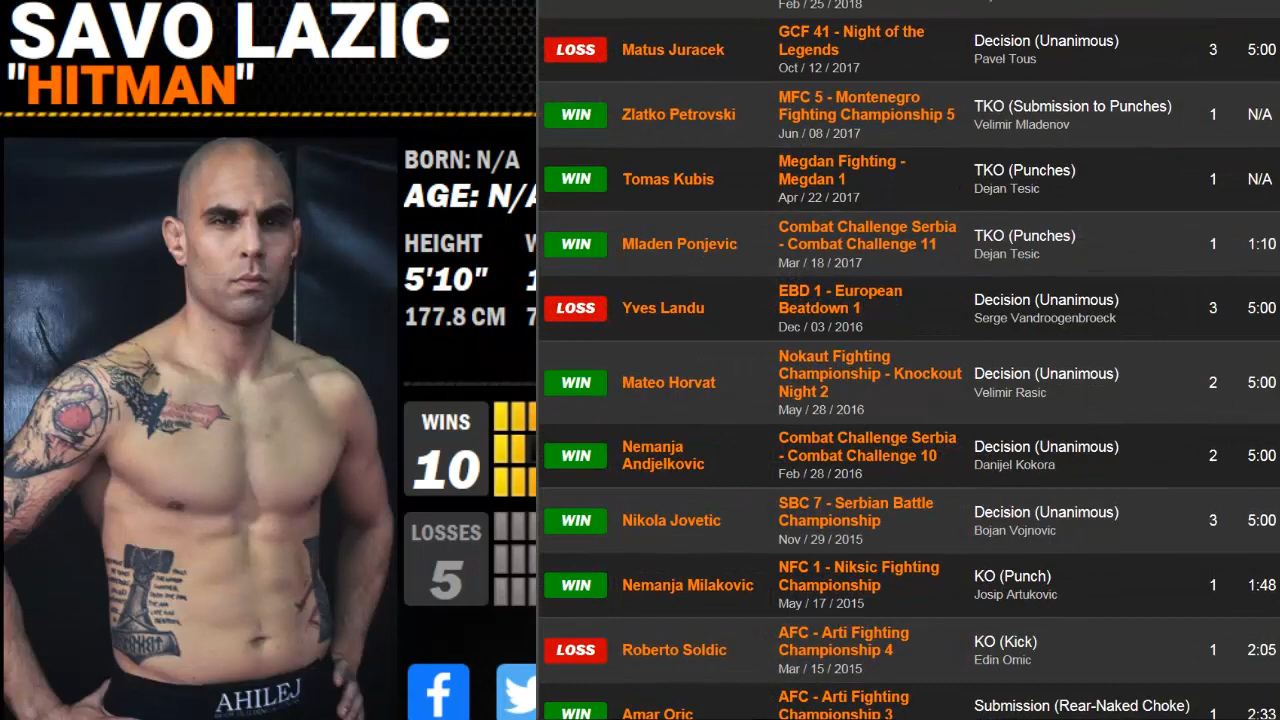 SAVO LAZIC
"HITMAN"
BORN: N/A
AGE: N/A
HEIGHT
5'10"
177.8 CM
WINS
10
LOSSES
5
AHILEJ
Feb / 25 / 2018
LOSS Matus Juracek GCF 41 - Night of the Decision (Unanimous) 3 5:00
Legends Pavel Tous
Oct / 12 / 2017
WIN Zlatko Petrovski MFC 5 - Montenegro TKO (Submission to Punches) 1 N/A
Fighting Championship 5 Velimir Mladenov
Jun / 08 / 2017
WIN Tomas Kubis Megdan Fighting - TKO (Punches) 1 N/A
Megdan 1 Dejan Tesic
Apr / 22 / 2017
WIN Mladen Ponjevic Combat Challenge Serbia TKO (Punches) 1 1:10
- Combat Challenge 11 Dejan Tesic
Mar / 18 / 2017
LOSS Yves Landu EBD 1 - European Decision (Unanimous) 3 5:00
Beatdown 1 Serge Vandroogenbroeck
Dec / 03 / 2016
WIN Mateo Horvat Nokaut Fighting Decision (Unanimous) 2 5:00
Championship - Knockout Velimir Rasic
Night 2
May / 28 / 2016
WIN Nemanja Combat Challenge Serbia Decision (Unanimous) 2 5:00
Andjelkovic - Combat Challenge 10 Danijel Kokora
Feb / 28 / 2016
WIN Nikola Jovetic SBC 7 - Serbian Battle Decision (Unanimous) 3 5:00
Championship Bojan Vojnovic
Nov / 29 / 2015
WIN Nemanja Milakovic NFC 1 - Niksic Fighting KO (Punch) 1 1:48
Championship Josip Artukovic
May / 17 / 2015
LOSS Roberto Soldic AFC - Arti Fighting KO (Kick) 1 2:05
Championship 4 Edin Omic
Mar / 15 / 2015
WIN Amar Oric AFC - Arti Fighting Submission (Rear-Naked Choke) 1 2:33
Championship 3